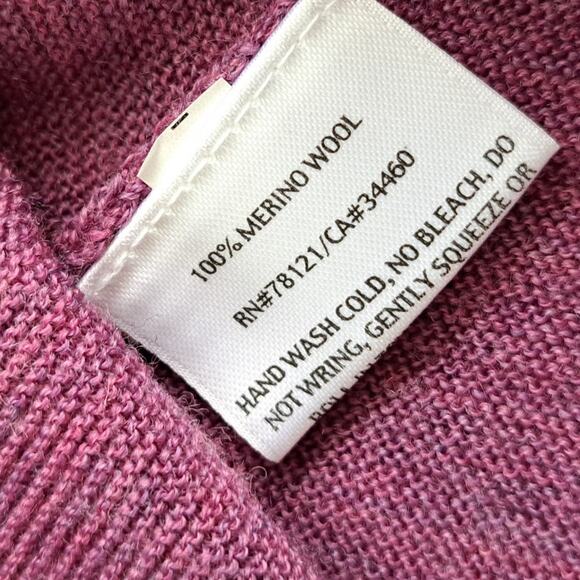 100% MERINO WOOL
RN#78121/CA#34460
HAND WASH COLD, NO BLEACH, DO
NOT WRING, GENTLY SQUEEZE OR